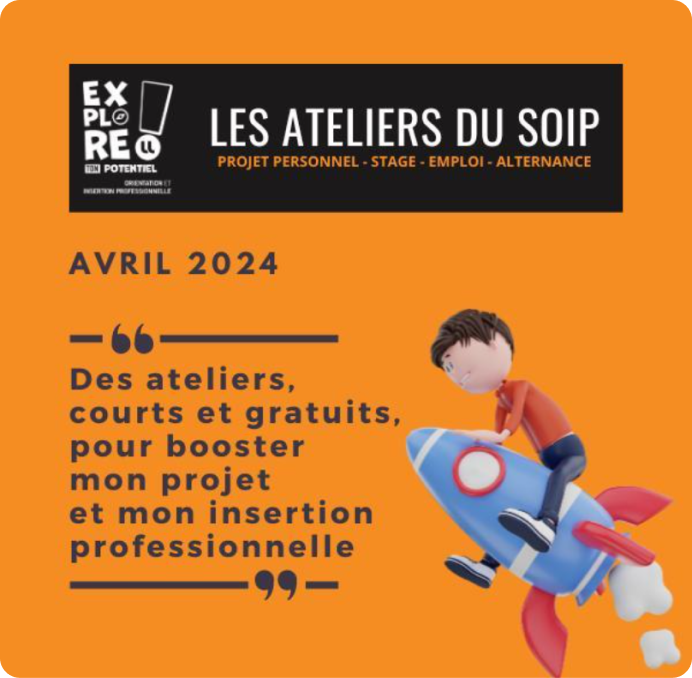 EX
PLO
RE !
TON POTENTIEL
ORIENTATION ET
INSERTION PROFESSIONNELLE
LES ATELIERS DU SOIP
PROJET PERSONNEL - STAGE - EMPLOI - ALTERNANCE
AVRIL 2024
“
Des ateliers,
courts et gratuits,
pour booster
mon projet
et mon insertion
professionnelle
”